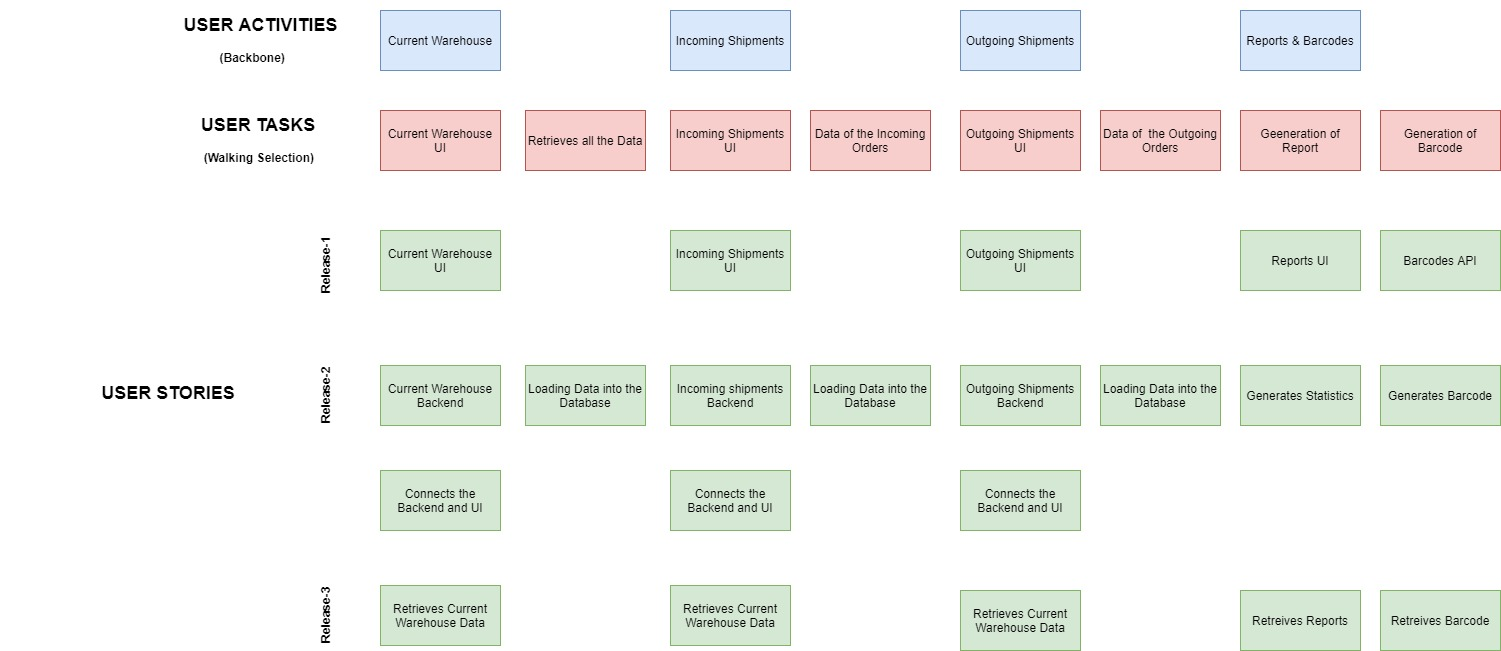 USER ACTIVITIES
(Backbone)
Current Warehouse
Incoming Shipments
Outgoing Shipments
Reports & Barcodes
USER TASKS
(Walking Selection)
Current Warehouse
UI
Retrieves all the Data
Incoming Shipments
UI
Data of the Incoming
Orders
Outgoing Shipments
UI
Data of  the Outgoing
Orders
Geeneration of
Report
Generation of
Barcode
Release-1
Current Warehouse
UI
Incoming Shipments
UI
Outgoing Shipments
UI
Reports UI
Barcodes API
USER STORIES
Release-2
Current Warehouse
Backend
Loading Data into the
Database
Incoming shipments
Backend
Loading Data into the
Database
Outgoing Shipments
Backend
Loading Data into the
Database
Generates Statistics
Generates Barcode
Connects the
Backend and UI
Connects the
Backend and UI
Connects the
Backend and UI
Release-3
Retrieves Current
Warehouse Data
Retrieves Current
Warehouse Data
Retrieves Current
Warehouse Data
Retreives Reports
Retreives Barcode